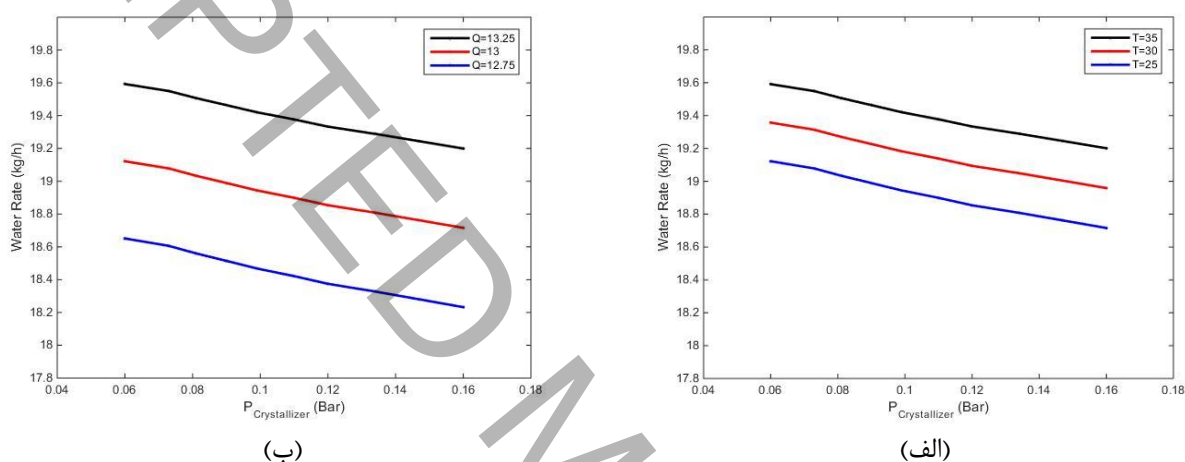 19.8
19.6
19.4
19.2
19
18.8
18.6
18.4
18.2
18
17.8
Water Rate (kg/h)
0.04 0.06 0.08 0.1 0.12 0.14 0.16 0.18
P_Crystallizer (Bar)
Q=13.25
Q=13
Q=12.75
(ب)
19.8
19.6
19.4
19.2
19
18.8
18.6
18.4
18.2
18
17.8
Water Rate (kg/h)
0.04 0.06 0.08 0.1 0.12 0.14 0.16 0.18
P_Crystallizer (Bar)
T=35
T=30
T=25
(الف)
PTED M